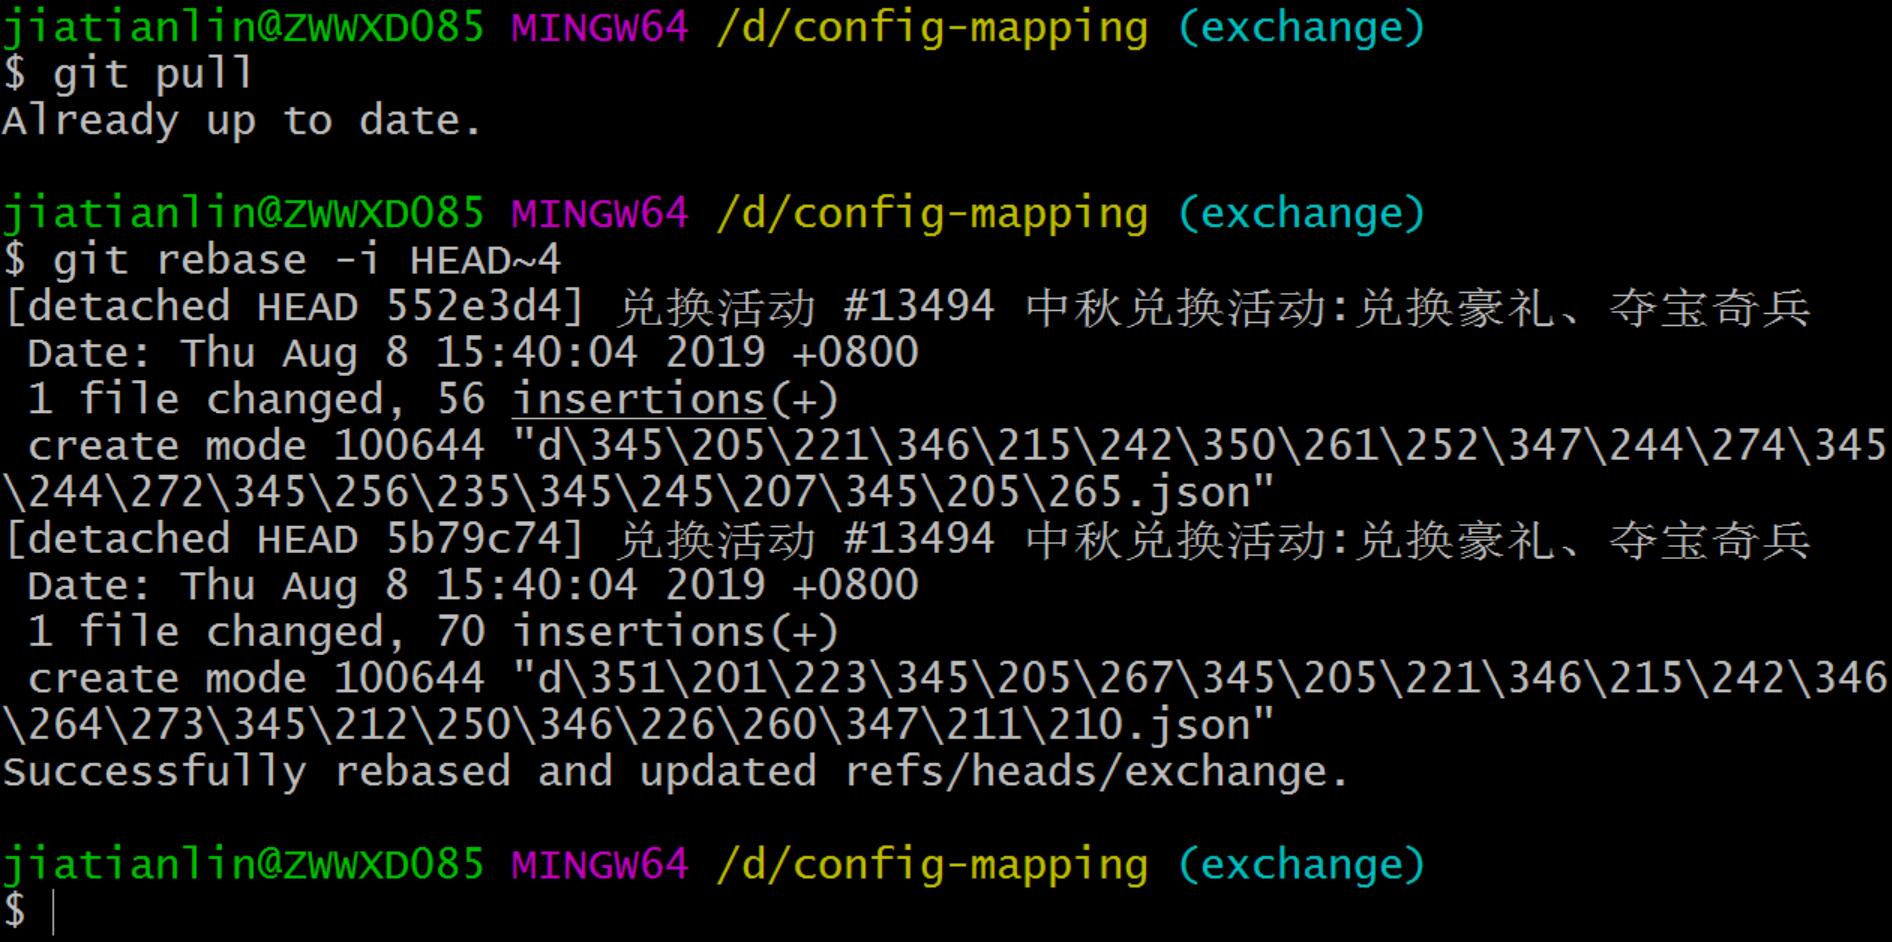 jiatianlin@ZWWXD085 MINGW64 /d/config-mapping (exchange)
$ git pull
Already up to date.
jiatianlin@ZWWXD085 MINGW64 /d/config-mapping (exchange)
$ git rebase -i HEAD~4
[detached HEAD 552e3d4] 兑换活动 #13494 中秋兑换活动:兑换豪礼、夺宝奇兵
Date: Thu Aug 8 15:40:04 2019 +0800
1 file changed, 56 insertions(+)
create mode 100644 "d\345\205\221\346\215\242\350\261\252\347\244\274\345
\244\272\345\256\235\345\245\207\345\205\265.json"
[detached HEAD 5b79c74] 兑换活动 #13494 中秋兑换活动:兑换豪礼、夺宝奇兵
Date: Thu Aug 8 15:40:04 2019 +0800
1 file changed, 70 insertions(+)
create mode 100644 "d\351\201\223\345\205\267\345\205\221\346\215\242\346
\264\273\345\212\250\346\226\260\347\211\210.json"
Successfully rebased and updated refs/heads/exchange.
jiatianlin@ZWWXD085 MINGW64 /d/config-mapping (exchange)
$